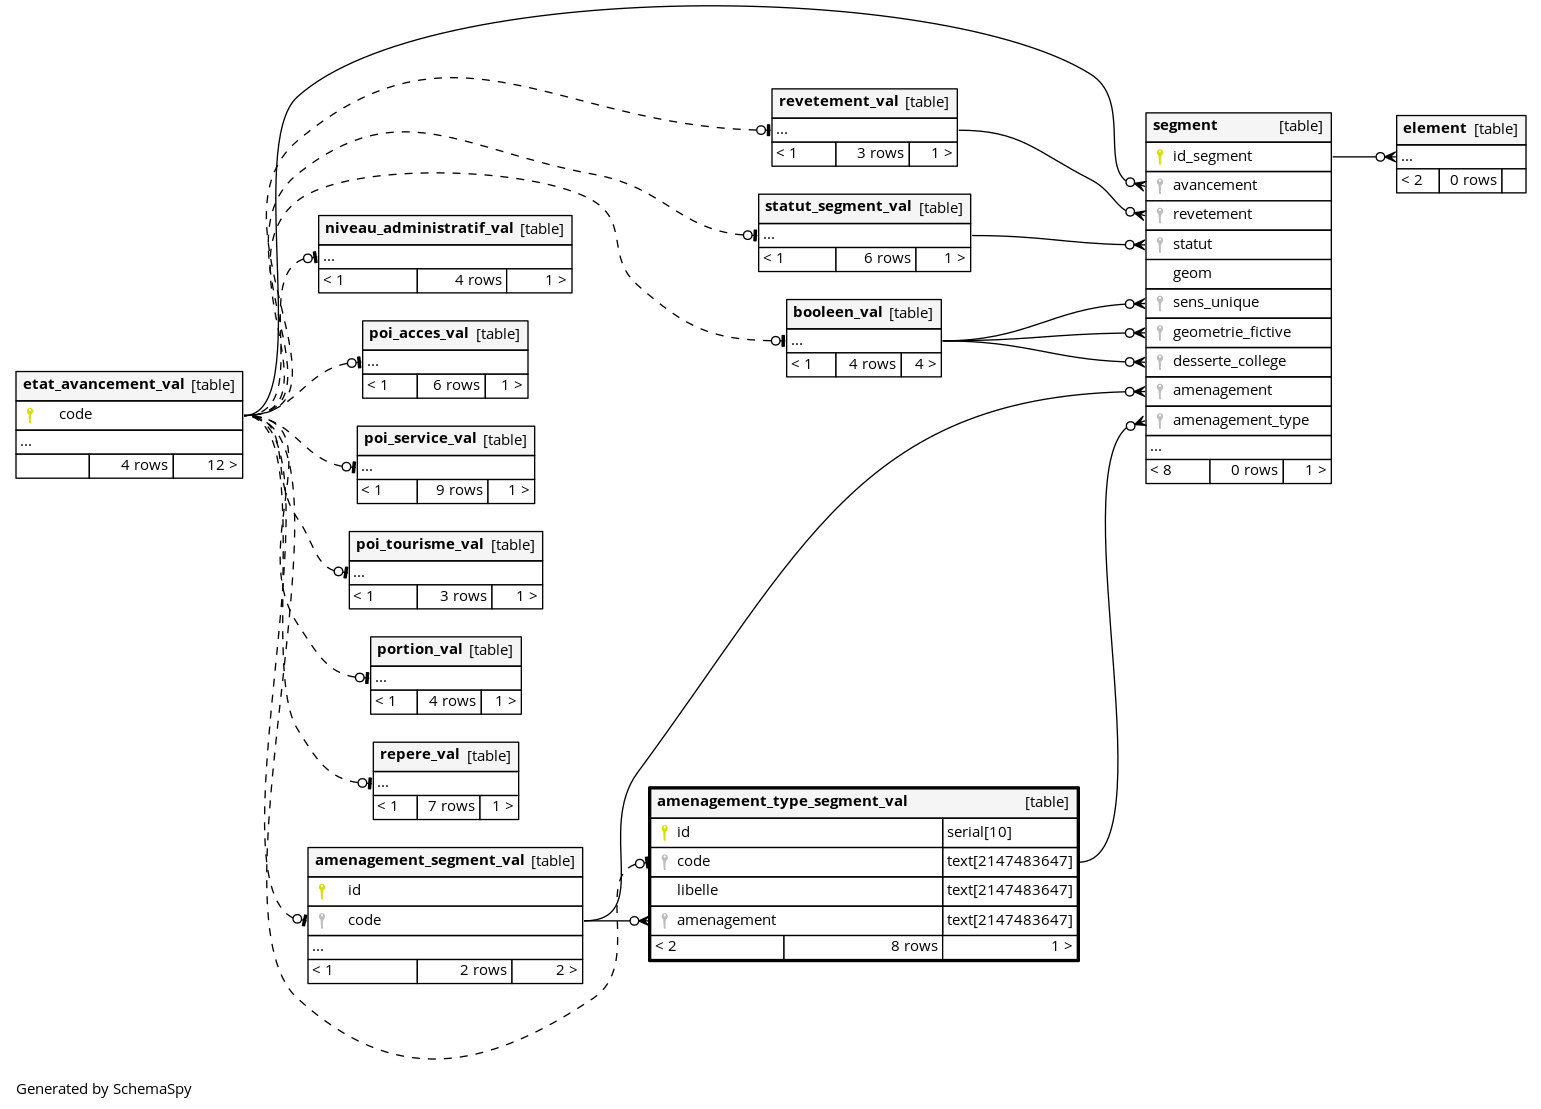 revetement_val [table]
...
< 1 3 rows 1 >
segment [table]
id_segment
avancement
revetement
statut
geom
sens_unique
geometrie_fictive
desserte_college
amenagement
amenagement_type
...
< 8 0 rows 1 >
element [table]
...
< 2 0 rows
statut_segment_val [table]
...
< 1 6 rows 1 >
niveau_administratif_val [table]
...
< 1 4 rows 1 >
booleen_val [table]
...
< 1 4 rows 4 >
poi_acces_val [table]
...
< 1 6 rows 1 >
etat_avancement_val [table]
code
...
4 rows 12 >
poi_service_val [table]
...
< 1 9 rows 1 >
poi_tourisme_val [table]
...
< 1 3 rows 1 >
portion_val [table]
...
< 1 4 rows 1 >
repere_val [table]
...
< 1 7 rows 1 >
amenagement_type_segment_val [table]
id serial[10]
code text[2147483647]
libelle text[2147483647]
amenagement text[2147483647]
< 2 8 rows 1 >
amenagement_segment_val [table]
id
code
...
< 1 2 rows 2 >
Generated by SchemaSpy